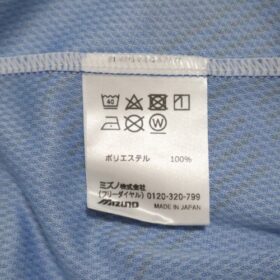 40
W
ポリエステル 100%
ミズノ株式会社
(フリーダイヤル) 0120-320-799
MIZUNO MADE IN JAPAN